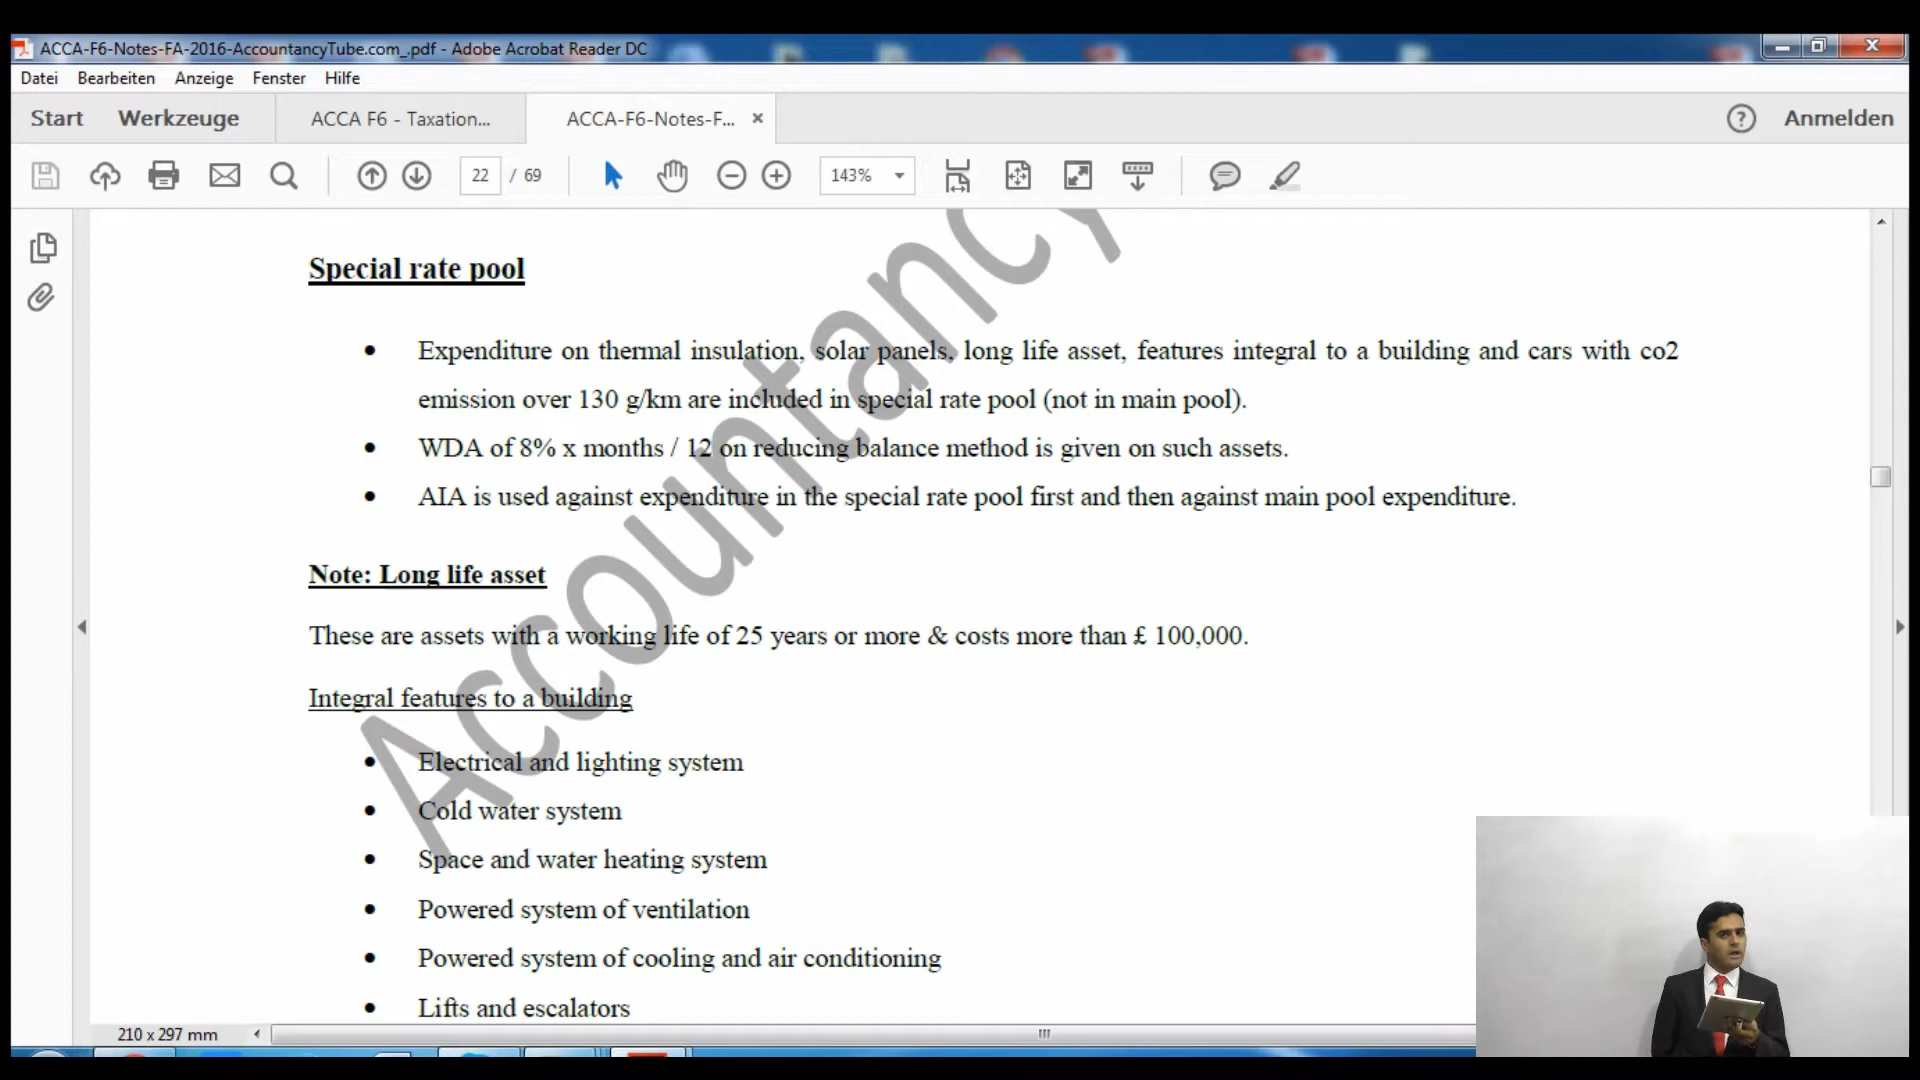 ACCA-F6-Notes-FA-2016-AccountancyTube.com_.pdf - Adobe Acrobat Reader DC
Datei Bearbeiten Anzeige Fenster Hilfe
Start Werkzeuge ACCA F6 - Taxation... ACCA-F6-Notes-F... × ? Anmelden
22 / 69 143%
Special rate pool
• Expenditure on thermal insulation, solar panels, long life asset, features integral to a building and cars with co2
emission over 130 g/km are included in special rate pool (not in main pool).
• WDA of 8% x months / 12 on reducing balance method is given on such assets.
• AIA is used against expenditure in the special rate pool first and then against main pool expenditure.
Note: Long life asset
These are assets with a working life of 25 years or more & costs more than £ 100,000.
Integral features to a building
• Electrical and lighting system
• Cold water system
• Space and water heating system
• Powered system of ventilation
• Powered system of cooling and air conditioning
• Lifts and escalators
Accountancy
210 x 297 mm